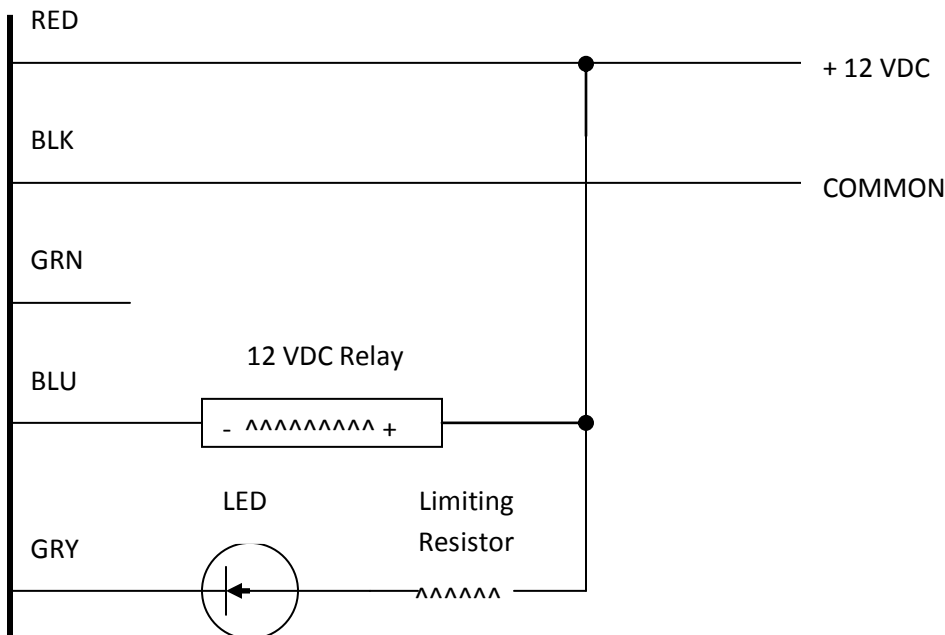 RED
+ 12 VDC
BLK
COMMON
GRN
12 VDC Relay
BLU
- ^^^^^^^^^ +
LED
Limiting
Resistor
GRY
^^^^^^